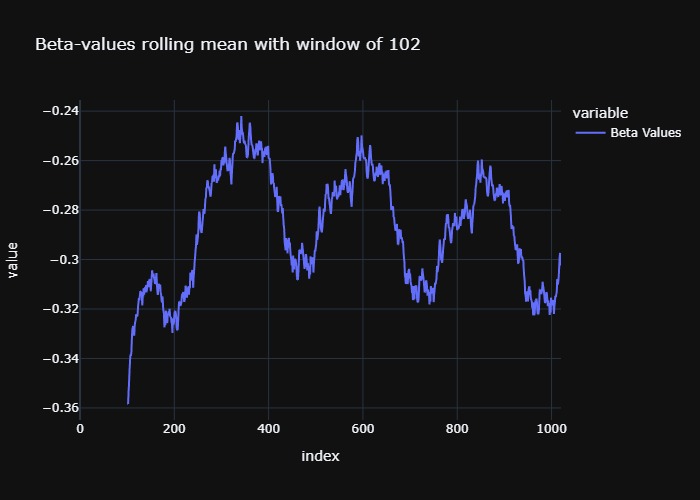 Beta-values rolling mean with window of 102
variable
Beta Values
value
−0.24
−0.26
−0.28
−0.3
−0.32
−0.34
−0.36
0
200
400
600
800
1000
index